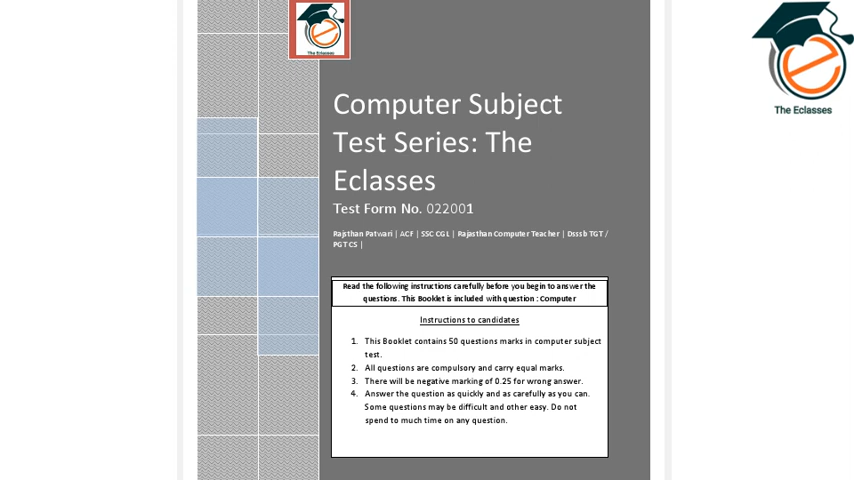 The Eclasses
The Eclasses
Computer Subject
Test Series: The
Eclasses
Test Form No. 022001
Rajsthan Patwari | ACF | SSC CGL | Rajasthan Computer Teacher | Dsssb TGT /
PGT CS |
Read the following instructions carefully before you begin to answer the
questions. This Booklet is included with question : Computer
Instructions to candidates
1. This Booklet contains 50 questions marks in computer subject
test.
2. All questions are compulsory and carry equal marks.
3. There will be negative marking of 0.25 for wrong answer.
4. Answer the question as quickly and as carefully as you can.
Some questions may be difficult and other easy. Do not
spend to much time on any question.